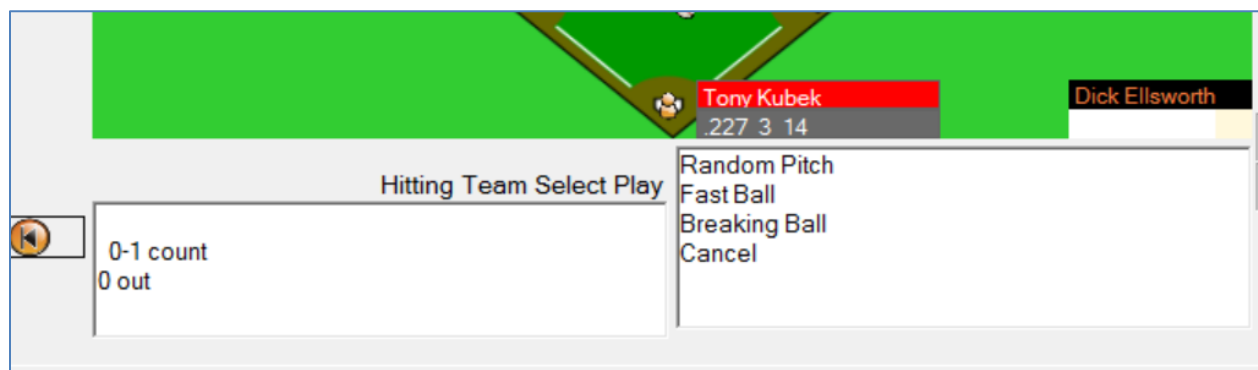 Tony Kubek
.227 3 14
Dick Ellsworth
Hitting Team Select Play
0-1 count
0 out
Random Pitch
Fast Ball
Breaking Ball
Cancel